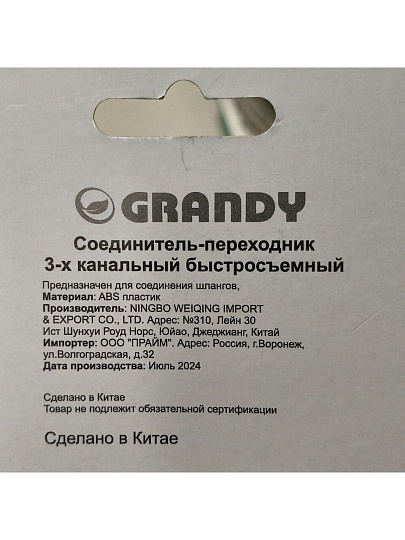 GRANDY
Соединитель-переходник
3-х канальный быстросъемный
Предназначен для соединения шлангов,
Материал: ABS пластик
Производитель: NINGBO WEIQING IMPORT
& EXPORT CO., LTD. Адрес: №310, Лейн 30
Ист Шунхуи Роуд Норс, Юйао, Джеджианг, Китай
Импортер: ООО "ПРАЙМ". Адрес: Россия, г.Воронеж,
ул.Волгоградская, д.32
Дата производства: Июль 2024
Сделано в Китае
Товар не подлежит обязательной сертификации
Сделано в Китае